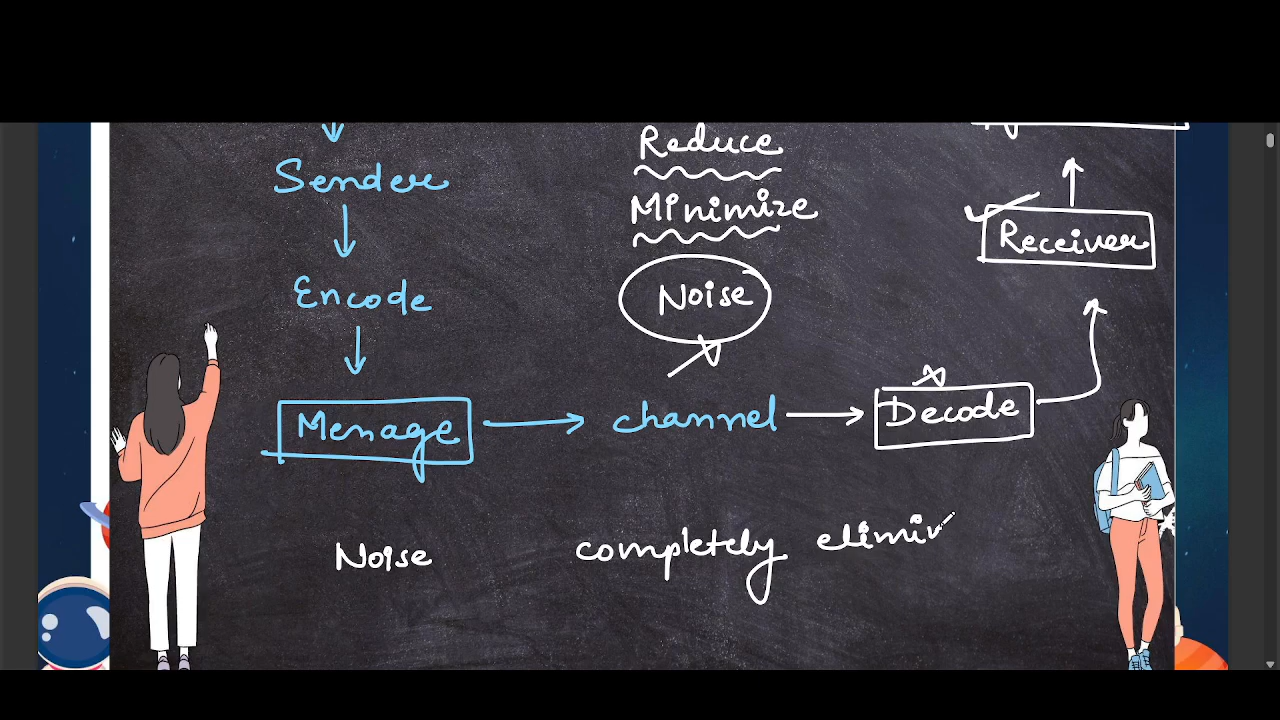 Reduce
Sender
Minimize
Receiver
Encode
Noise
Message
channel
Decode
Noise completely elimin